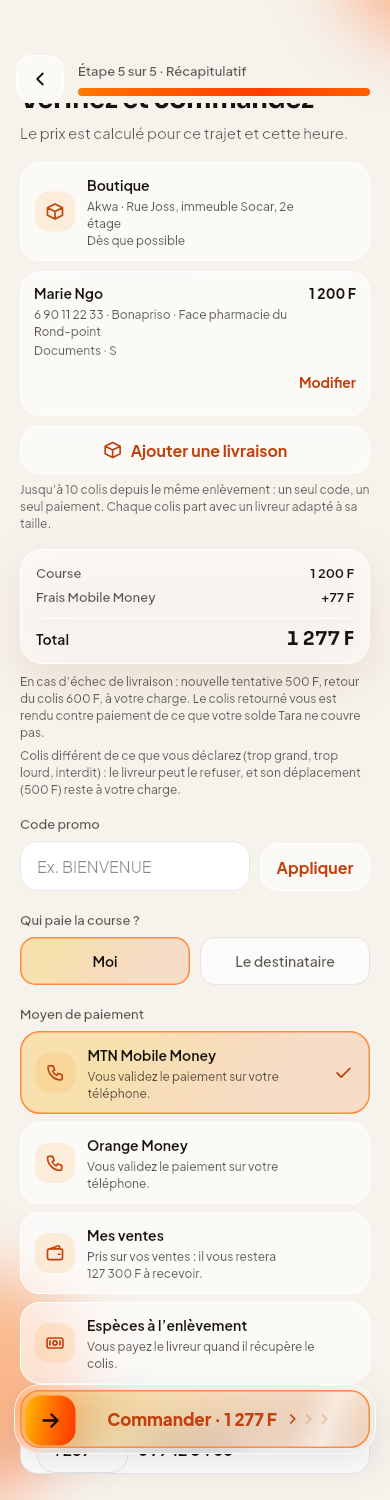 Étape 5 sur 5 · Récapitulatif
Vérifiez et commandez
Le prix est calculé pour ce trajet et cette heure.
Boutique
Akwa · Rue Joss, immeuble Socar, 2e
étage
Dès que possible
Marie Ngo 1 200 F
6 90 11 22 33 · Bonapriso · Face pharmacie du
Rond-point
Documents · S
Modifier
Ajouter une livraison
Jusqu’à 10 colis depuis le même enlèvement : un seul code, un
seul paiement. Chaque colis part avec un livreur adapté à sa
taille.
Course 1 200 F
Frais Mobile Money +77 F
Total 1 277 F
En cas d’échec de livraison : nouvelle tentative 500 F, retour
du colis 600 F, à votre charge. Le colis retourné vous est
rendu contre paiement de ce que votre solde Tara ne couvre
pas.
Colis différent de ce que vous déclarez (trop grand, trop
lourd, interdit) : le livreur peut le refuser, et son déplacement
(500 F) reste à votre charge.
Code promo
Ex. BIENVENUE
Appliquer
Qui paie la course ?
Moi
Le destinataire
Moyen de paiement
MTN Mobile Money
Vous validez le paiement sur votre
téléphone.
Orange Money
Vous validez le paiement sur votre
téléphone.
Mes ventes
Pris sur vos ventes : il vous restera
127 300 F à recevoir.
Espèces à l’enlèvement
Vous payez le livreur quand il récupère le
colis.
Commander · 1 277 F